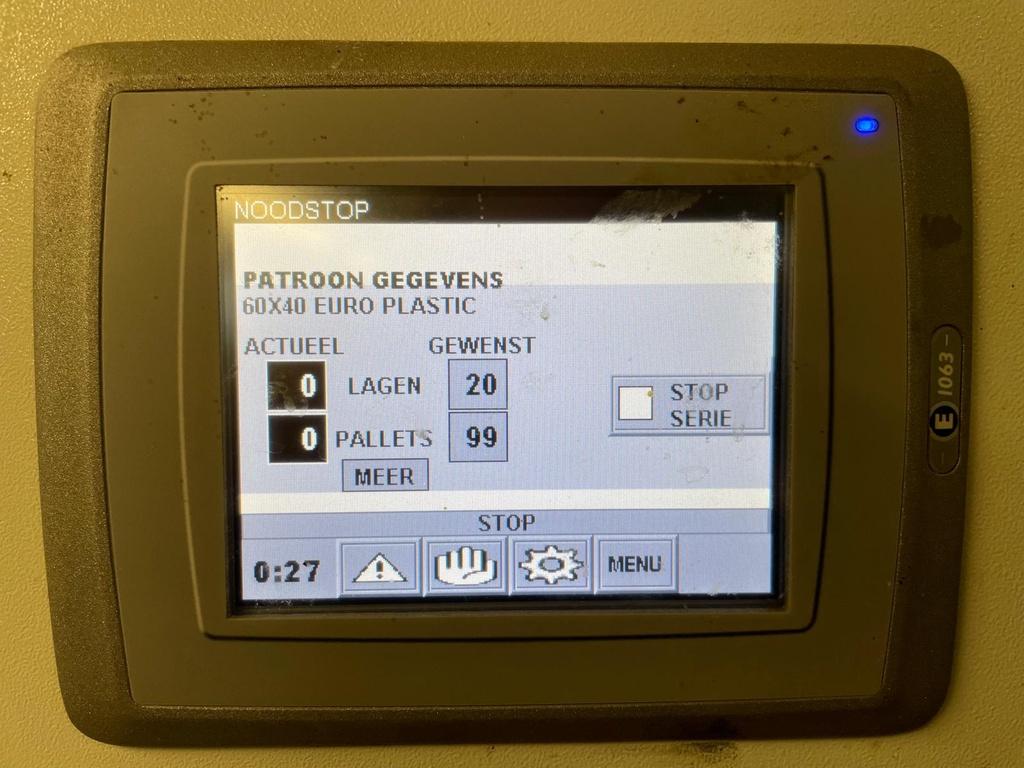 NOODSTOP
PATROON GEGEVENS
60X40 EURO PLASTIC
ACTUEEL GEWENST
0 LAGEN 20
STOP
SERIE
0 PALLETS 99
MEER
STOP
0:27 MENU
E 1063